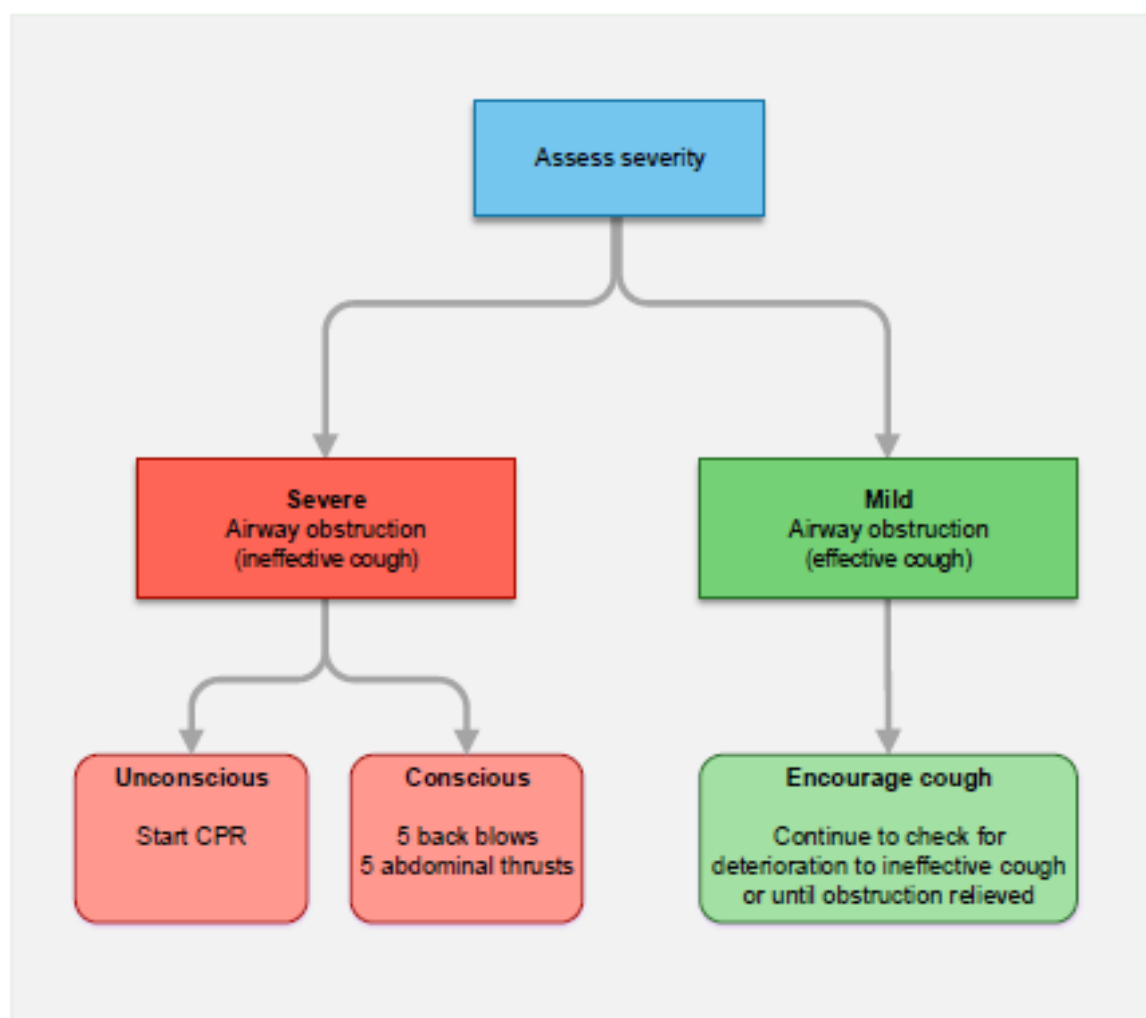 Assess severity
Severe
Airway obstruction
(ineffective cough)
Mild
Airway obstruction
(effective cough)
Unconscious
Start CPR
Conscious
5 back blows
5 abdominal thrusts
Encourage cough
Continue to check for
deterioration to ineffective cough
or until obstruction relieved